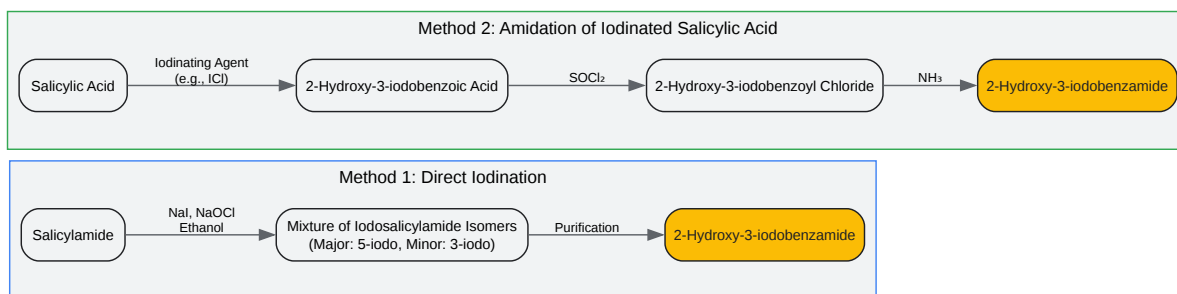 Method 2: Amidation of Iodinated Salicylic Acid
Salicylic Acid
Iodinating Agent
(e.g., ICl)
2-Hydroxy-3-iodobenzoic Acid
SOCl₂
2-Hydroxy-3-iodobenzoyl Chloride
NH₃
2-Hydroxy-3-iodobenzamide
Method 1: Direct Iodination
Salicylamide
NaI, NaOCl
Ethanol
Mixture of Iodosalicylamide Isomers
(Major: 5-iodo, Minor: 3-iodo)
Purification
2-Hydroxy-3-iodobenzamide